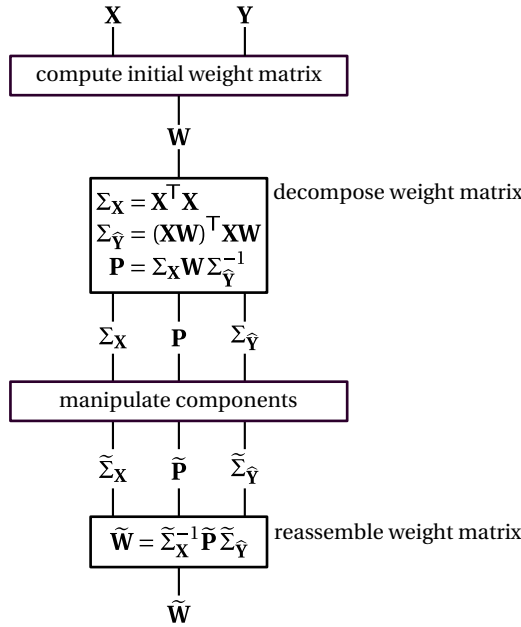 X Y
compute initial weight matrix
W
decompose weight matrix
Σ_X = X^⊤ X
Σ_Ŷ = (XW)^⊤ XW
P = Σ_X W Σ_Ŷ^−1
Σ_X P Σ_Ŷ
manipulate components
Σ̃_X P̃ Σ̃_Ŷ
W̃ = Σ̃_X^−1 P̃ Σ̃_Ŷ
reassemble weight matrix
W̃